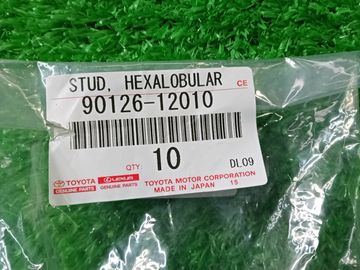 STUD, HEXALOBULAR CE
90126-12010
QTY. 10 DL09
TOYOTA LEXUS TOYOTA MOTOR CORPORATION
GENUINE PARTS GENUINE PARTS MADE IN JAPAN 15